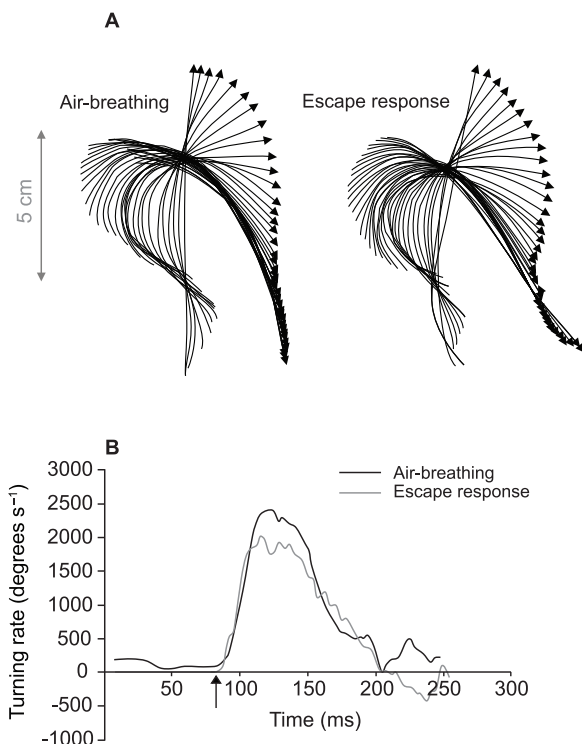 A
Air-breathing
Escape response
5 cm
B
Turning rate (degrees s⁻¹)
3000
2500
2000
1500
1000
500
0
-500
-1000
Air-breathing
Escape response
50 100 150 200 250 300
Time (ms)